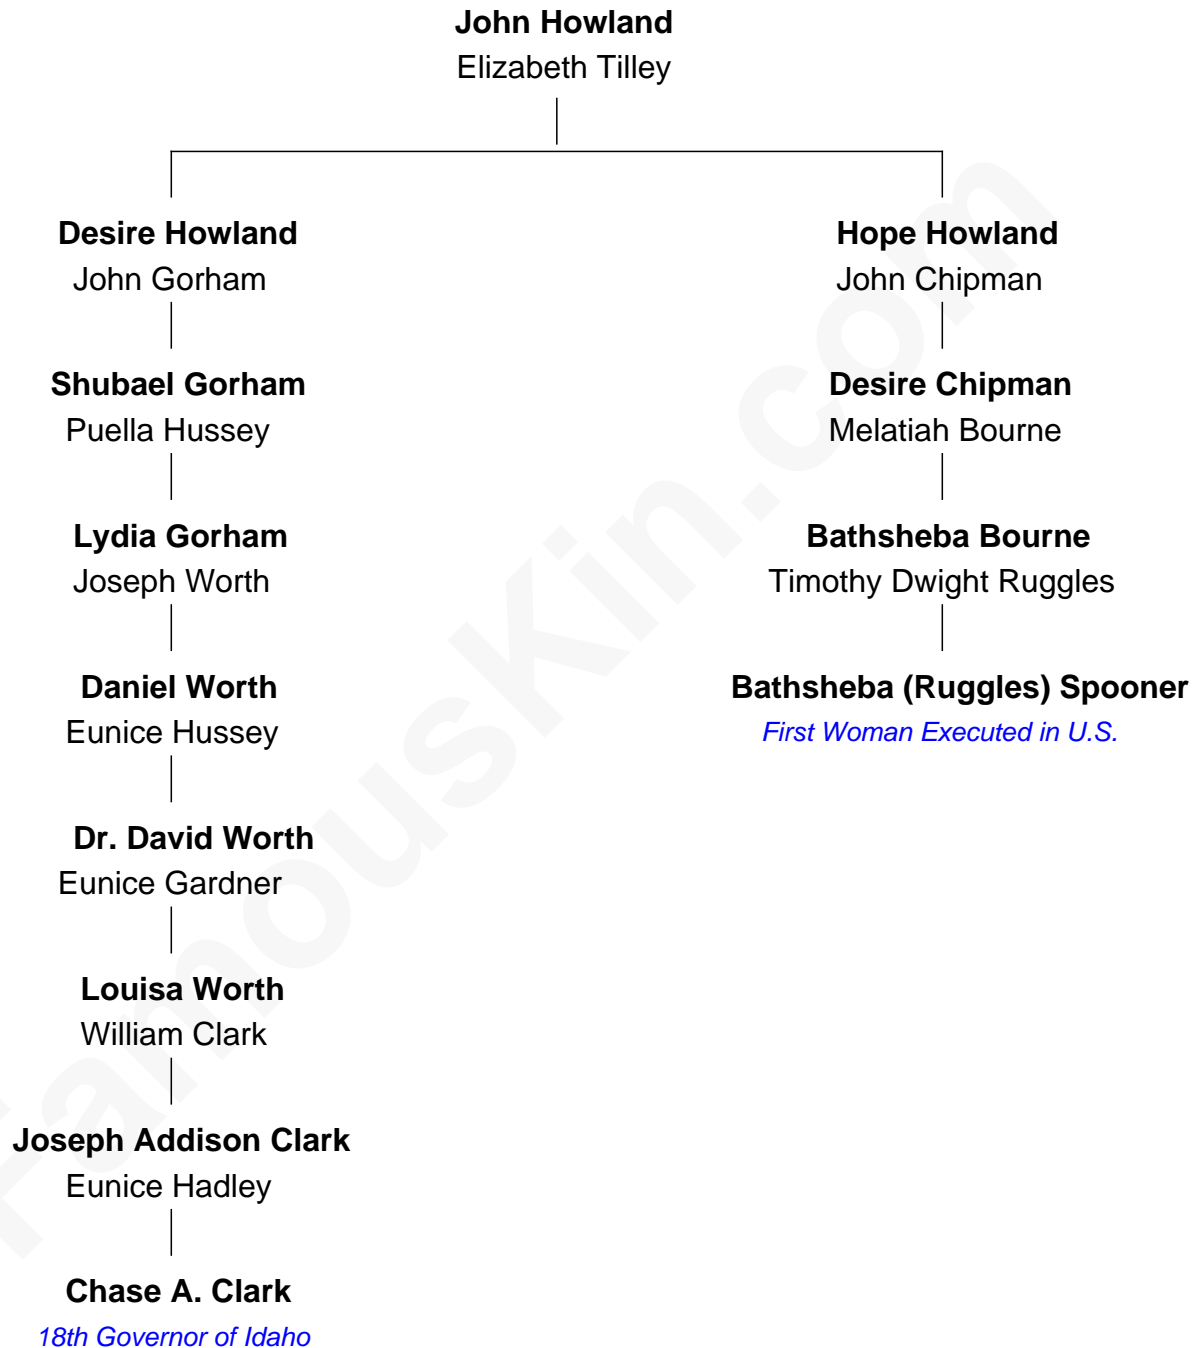 John Howland
Elizabeth Tilley
Desire Howland
John Gorham
Hope Howland
John Chipman
Shubael Gorham
Puella Hussey
Desire Chipman
Melatiah Bourne
Lydia Gorham
Joseph Worth
Bathsheba Bourne
Timothy Dwight Ruggles
Daniel Worth
Eunice Hussey
Bathsheba (Ruggles) Spooner
First Woman Executed in U.S.
Dr. David Worth
Eunice Gardner
Louisa Worth
William Clark
Joseph Addison Clark
Eunice Hadley
Chase A. Clark
18th Governor of Idaho
FamousKin.com